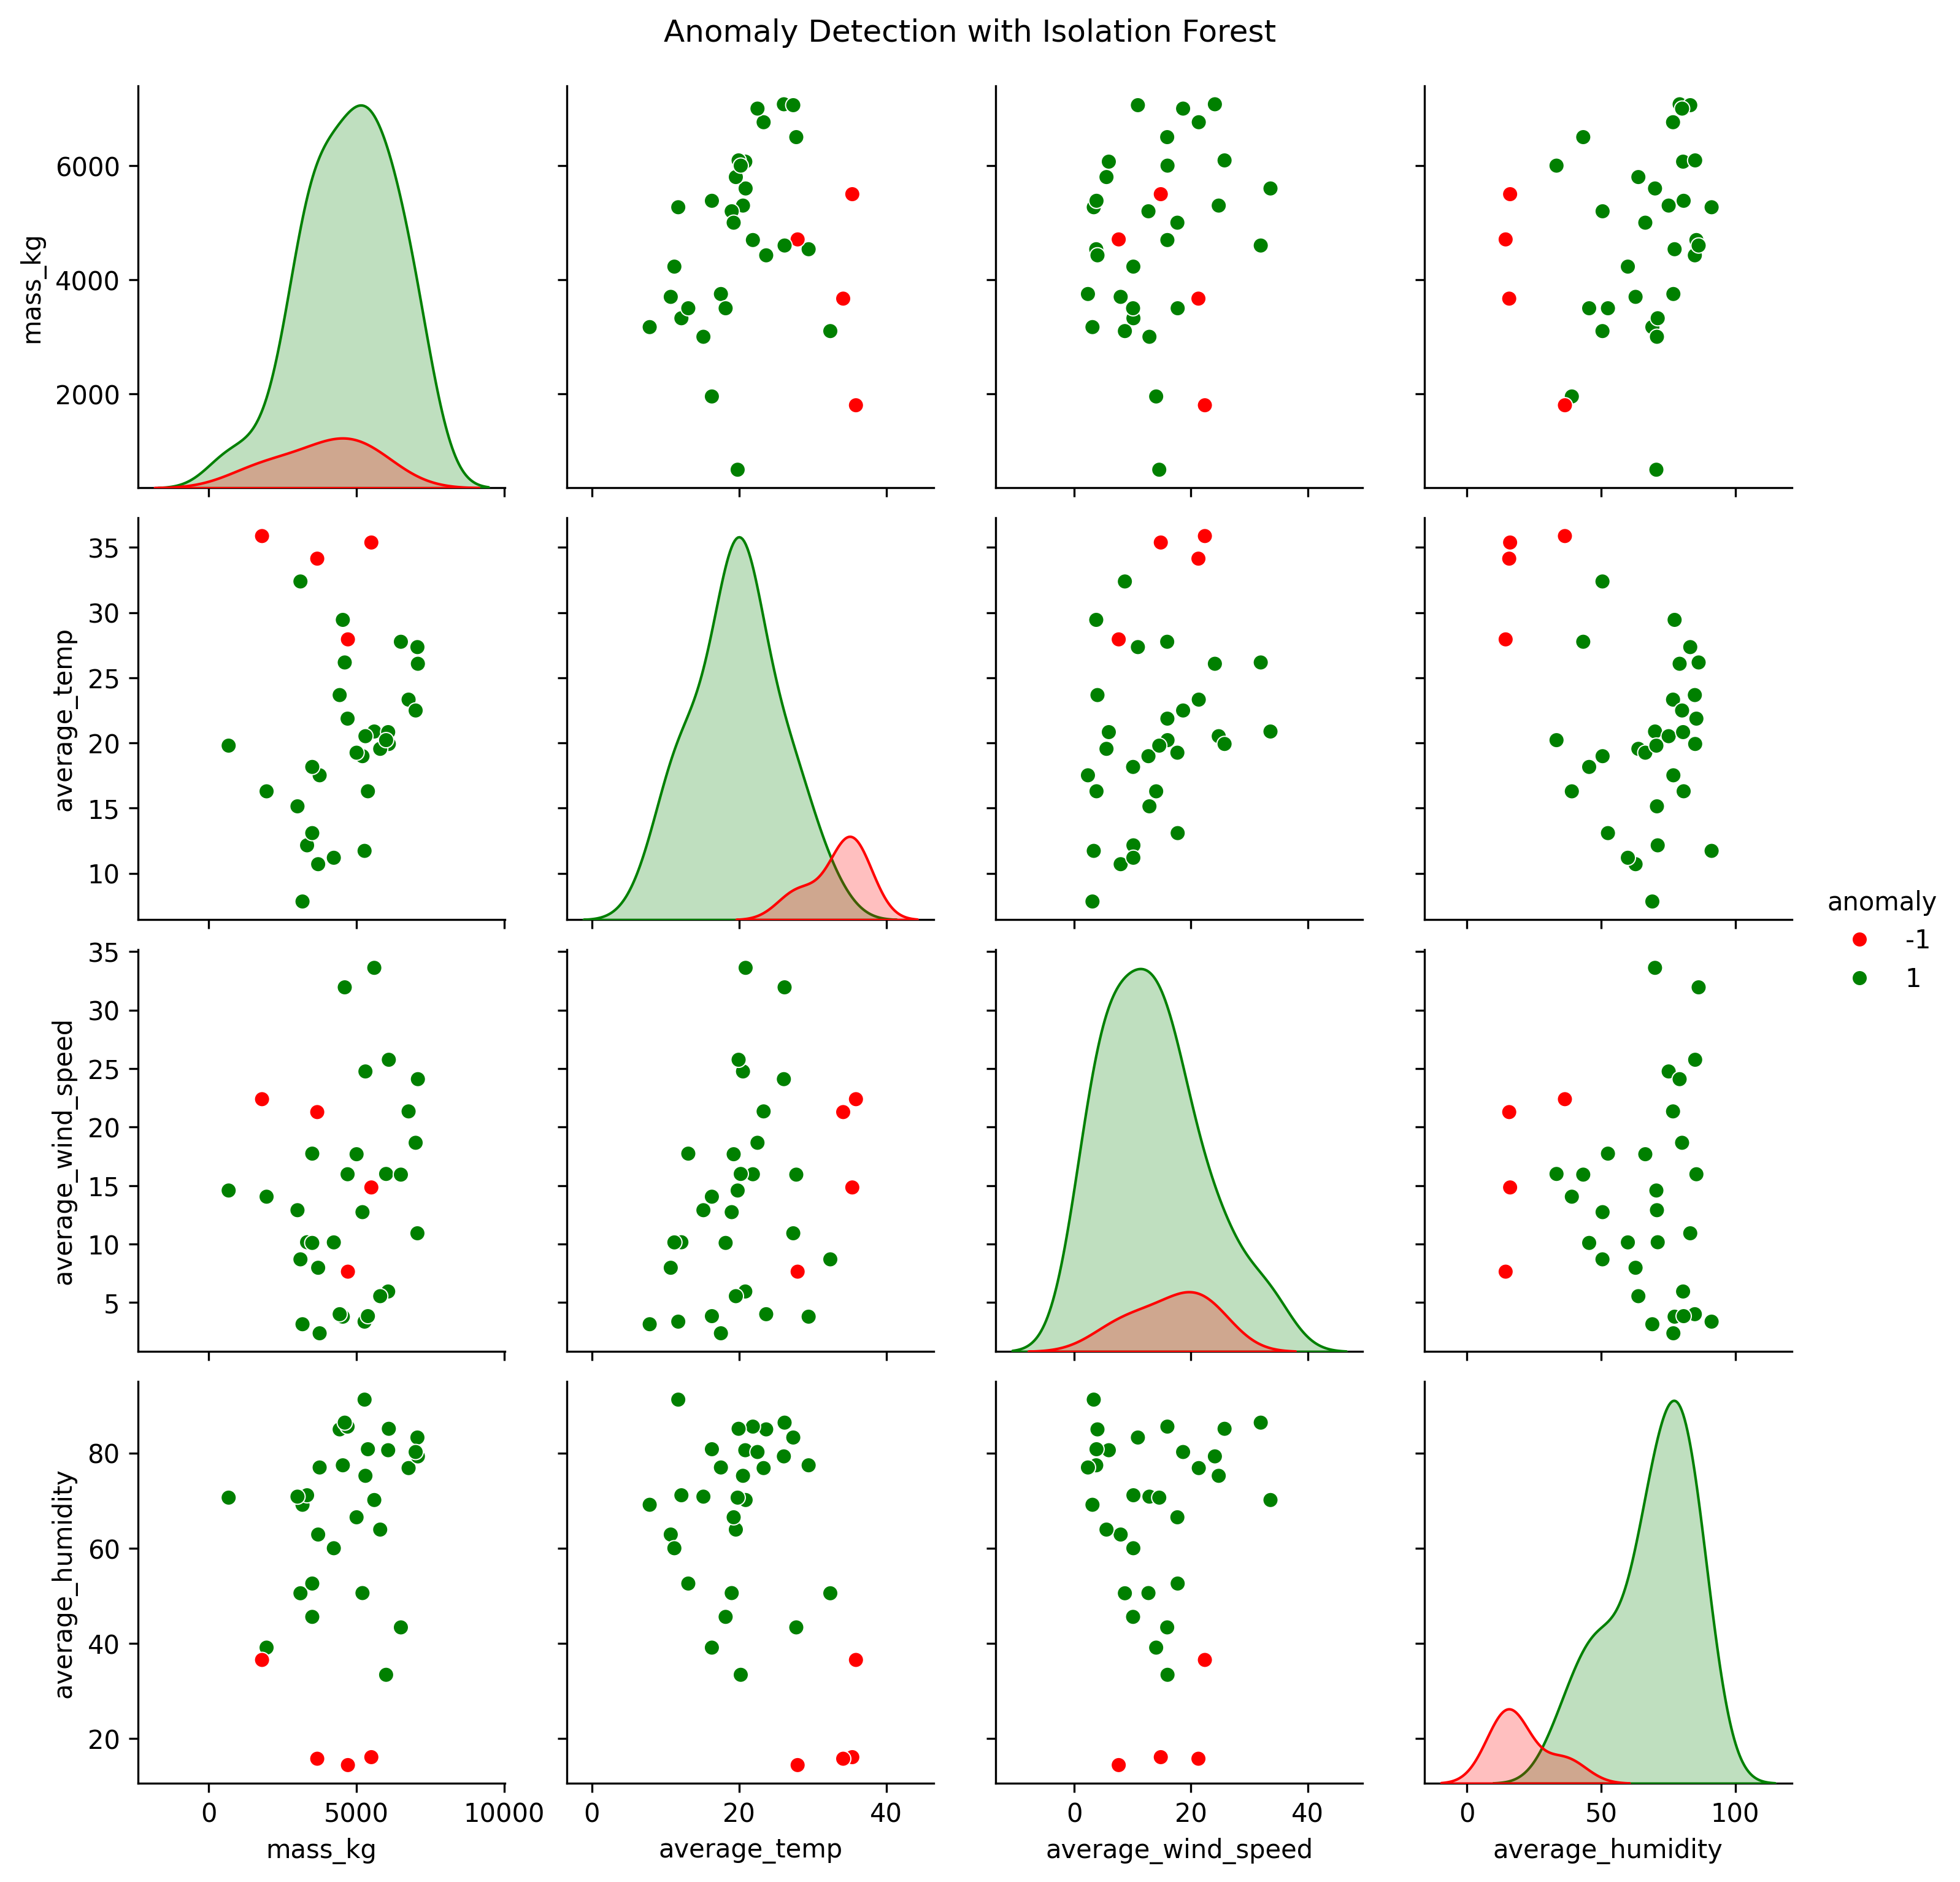 Anomaly Detection with Isolation Forest
mass_kg
6000
4000
2000
average_temp
35
30
25
20
15
10
average_wind_speed
35
30
25
20
15
10
5
average_humidity
80
60
40
20
0 5000 10000
mass_kg
0 20 40
average_temp
0 20 40
average_wind_speed
0 50 100
average_humidity
anomaly
-1
1